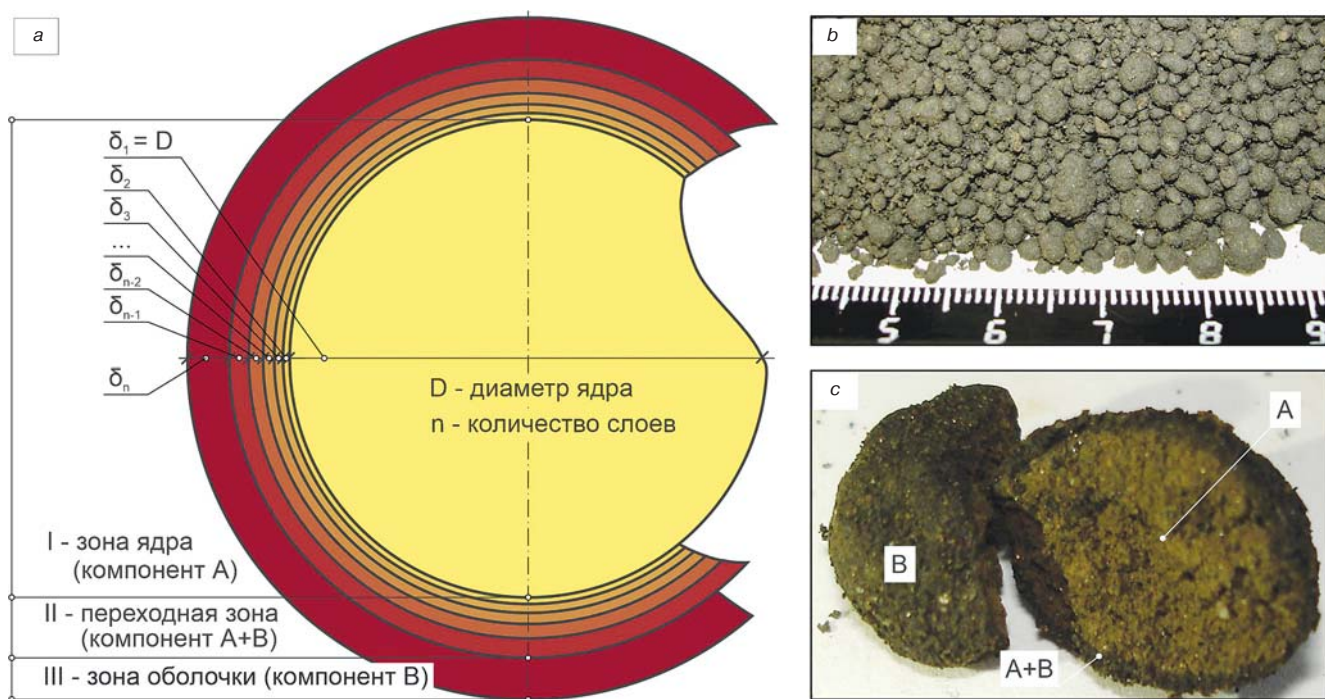 a
δ₁ = D
δ₂
δ₃
...
δₙ₋₂
δₙ₋₁
δₙ
D - диаметр ядра
n - количество слоев
I - зона ядра
(компонент А)
II - переходная зона
(компонент А+В)
III - зона оболочки (компонент В)
b
5 6 7 8 9
c
A
B
A+B